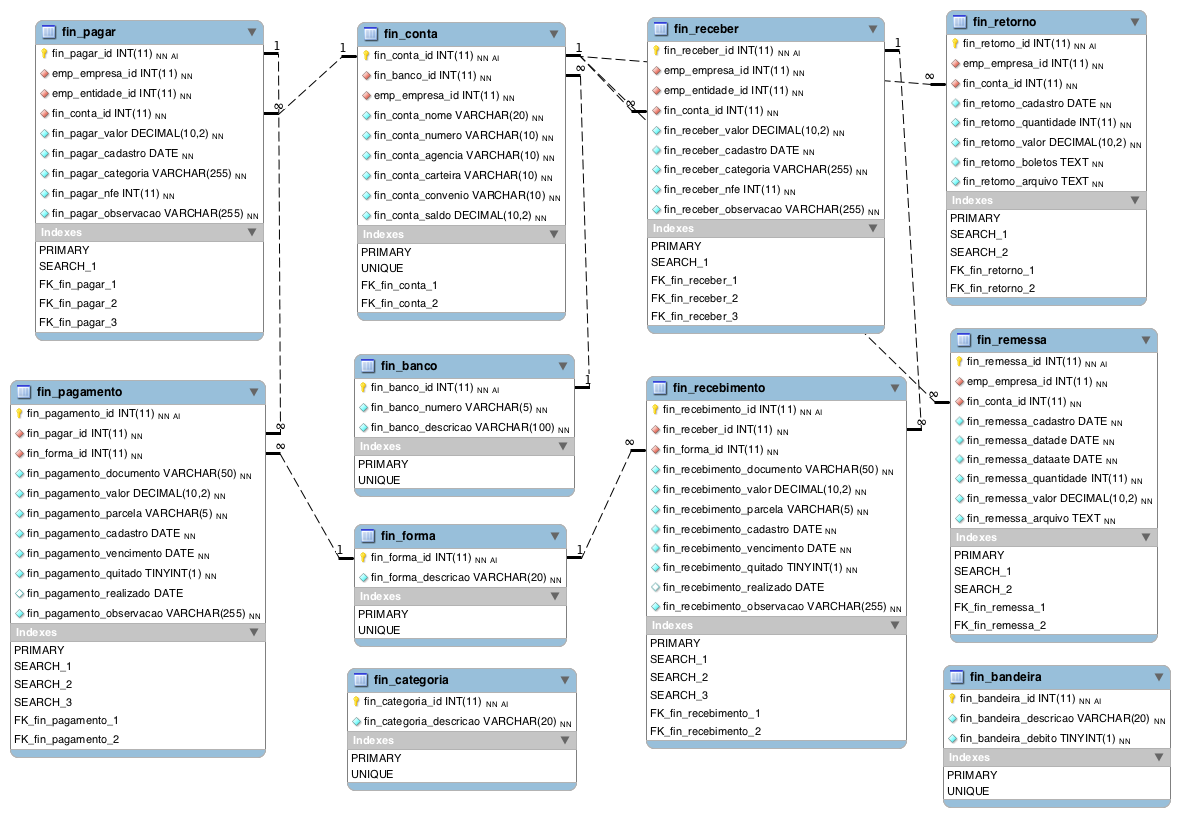 fin_pagar
fin_pagar_id INT(11) NN AI
emp_empresa_id INT(11) NN
emp_entidade_id INT(11) NN
fin_conta_id INT(11) NN
fin_pagar_valor DECIMAL(10,2) NN
fin_pagar_cadastro DATE NN
fin_pagar_categoria VARCHAR(255) NN
fin_pagar_nfe INT(11) NN
fin_pagar_observacao VARCHAR(255) NN
Indexes
PRIMARY
SEARCH_1
FK_fin_pagar_1
FK_fin_pagar_2
FK_fin_pagar_3
1
∞
1
fin_conta
fin_conta_id INT(11) NN AI
fin_banco_id INT(11) NN
emp_empresa_id INT(11) NN
fin_conta_nome VARCHAR(20) NN
fin_conta_numero VARCHAR(10) NN
fin_conta_agencia VARCHAR(10) NN
fin_conta_carteira VARCHAR(10) NN
fin_conta_convenio VARCHAR(10) NN
fin_conta_saldo DECIMAL(10,2) NN
Indexes
PRIMARY
UNIQUE
FK_fin_conta_1
FK_fin_conta_2
1
∞
∞
fin_receber
fin_receber_id INT(11) NN AI
emp_empresa_id INT(11) NN
emp_entidade_id INT(11) NN
fin_conta_id INT(11) NN
fin_receber_valor DECIMAL(10,2) NN
fin_receber_cadastro DATE NN
fin_receber_categoria VARCHAR(255) NN
fin_receber_nfe INT(11) NN
fin_receber_observacao VARCHAR(255) NN
Indexes
PRIMARY
SEARCH_1
FK_fin_receber_1
FK_fin_receber_2
FK_fin_receber_3
1
∞
fin_retorno
fin_retorno_id INT(11) NN AI
emp_empresa_id INT(11) NN
fin_conta_id INT(11) NN
fin_retorno_cadastro DATE NN
fin_retorno_quantidade INT(11) NN
fin_retorno_valor DECIMAL(10,2) NN
fin_retorno_boletos TEXT NN
fin_retorno_arquivo TEXT NN
Indexes
PRIMARY
SEARCH_1
SEARCH_2
FK_fin_retorno_1
FK_fin_retorno_2
fin_pagamento
fin_pagamento_id INT(11) NN AI
fin_pagar_id INT(11) NN
fin_forma_id INT(11) NN
fin_pagamento_documento VARCHAR(50) NN
fin_pagamento_valor DECIMAL(10,2) NN
fin_pagamento_parcela VARCHAR(5) NN
fin_pagamento_cadastro DATE NN
fin_pagamento_vencimento DATE NN
fin_pagamento_quitado TINYINT(1) NN
fin_pagamento_realizado DATE
fin_pagamento_observacao VARCHAR(255) NN
Indexes
PRIMARY
SEARCH_1
SEARCH_2
SEARCH_3
FK_fin_pagamento_1
FK_fin_pagamento_2
∞
∞
fin_banco
fin_banco_id INT(11) NN AI
fin_banco_numero VARCHAR(5) NN
fin_banco_descricao VARCHAR(100) NN
Indexes
PRIMARY
UNIQUE
1
1
fin_forma
fin_forma_id INT(11) NN AI
fin_forma_descricao VARCHAR(20) NN
Indexes
PRIMARY
UNIQUE
1
fin_categoria
fin_categoria_id INT(11) NN AI
fin_categoria_descricao VARCHAR(20) NN
Indexes
PRIMARY
UNIQUE
∞
fin_recebimento
fin_recebimento_id INT(11) NN AI
fin_receber_id INT(11) NN
fin_forma_id INT(11) NN
fin_recebimento_documento VARCHAR(50) NN
fin_recebimento_valor DECIMAL(10,2) NN
fin_recebimento_parcela VARCHAR(5) NN
fin_recebimento_cadastro DATE NN
fin_recebimento_vencimento DATE NN
fin_recebimento_quitado TINYINT(1) NN
fin_recebimento_realizado DATE
fin_recebimento_observacao VARCHAR(255) NN
Indexes
PRIMARY
SEARCH_1
SEARCH_2
SEARCH_3
FK_fin_recebimento_1
FK_fin_recebimento_2
∞
∞
fin_remessa
fin_remessa_id INT(11) NN AI
emp_empresa_id INT(11) NN
fin_conta_id INT(11) NN
fin_remessa_cadastro DATE NN
fin_remessa_datade DATE NN
fin_remessa_dataate DATE NN
fin_remessa_quantidade INT(11) NN
fin_remessa_valor DECIMAL(10,2) NN
fin_remessa_arquivo TEXT NN
Indexes
PRIMARY
SEARCH_1
SEARCH_2
FK_fin_remessa_1
FK_fin_remessa_2
fin_bandeira
fin_bandeira_id INT(11) NN AI
fin_bandeira_descricao VARCHAR(20) NN
fin_bandeira_debito TINYINT(1) NN
Indexes
PRIMARY
UNIQUE